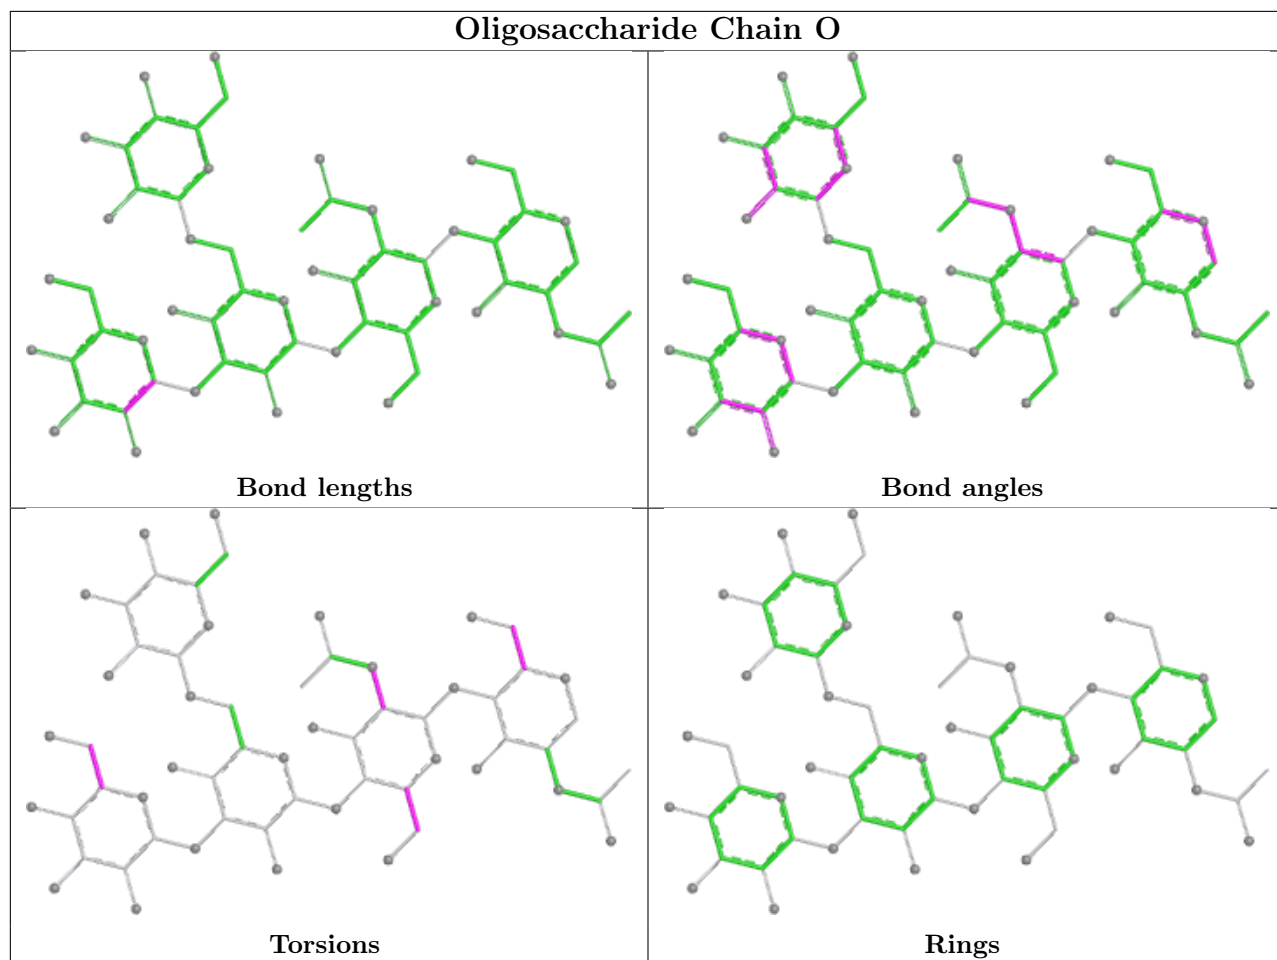 Oligosaccharide Chain O
Bond lengths
Bond angles
Torsions
Rings